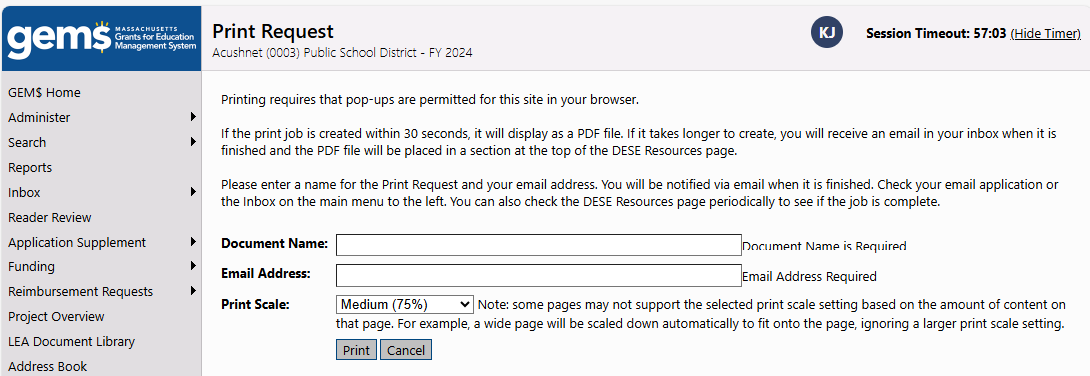 gem$ MASSACHUSETTS
Grants for Education
Management System
Print Request
Acushnet (0003) Public School District - FY 2024
KJ
Session Timeout: 57:03 (Hide Timer)
GEM$ Home
Administer
Search
Reports
Inbox
Reader Review
Application Supplement
Funding
Reimbursement Requests
Project Overview
LEA Document Library
Address Book
Printing requires that pop-ups are permitted for this site in your browser.
If the print job is created within 30 seconds, it will display as a PDF file. If it takes longer to create, you will receive an email in your inbox when it is
finished and the PDF file will be placed in a section at the top of the DESE Resources page.
Please enter a name for the Print Request and your email address. You will be notified via email when it is finished. Check your email application or
the Inbox on the main menu to the left. You can also check the DESE Resources page periodically to see if the job is complete.
Document Name: Document Name is Required
Email Address: Email Address Required
Print Scale: Medium (75%) Note: some pages may not support the selected print scale setting based on the amount of content on
that page. For example, a wide page will be scaled down automatically to fit onto the page, ignoring a larger print scale setting.
Print Cancel